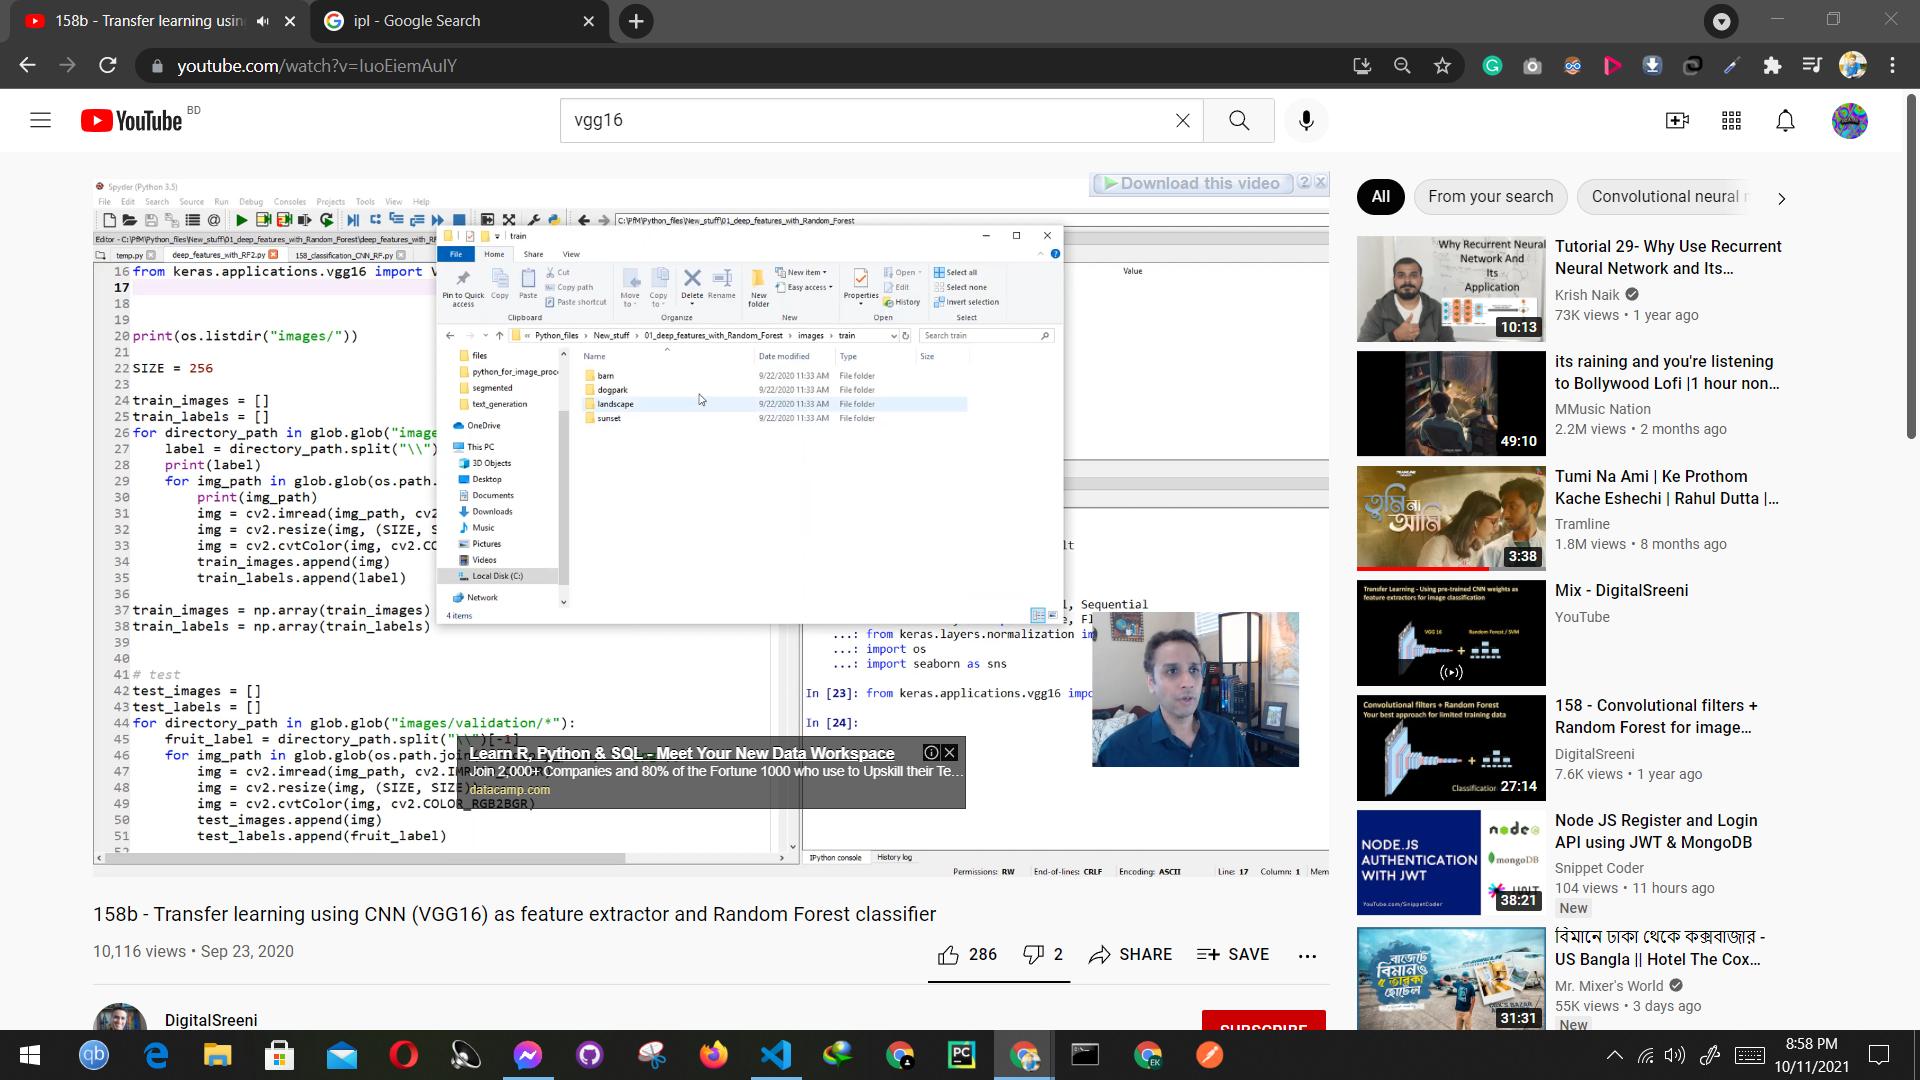 158b - Transfer learning usin
ipl - Google Search
youtube.com/watch?v=IuoEiemAuIY
YouTube
BD
vgg16
Spyder (Python 3.5)
File Edit Search Source Run Debug Consoles Projects Tools View Help
C:\PfM\Python_files\New_stuff\01_deep_features_with_Random_Forest
Editor - C:\PfM\Python_files\New_stuff\01_deep_features_with_Random_Forest\deep_features_with_RF
temp.py
deep_features_with_RF2.py
158_classification_CNN_RF.py
16 from keras.applications.vgg16 import V
17
18
19
20 print(os.listdir("images/"))
21
22 SIZE = 256
23
24 train_images = []
25 train_labels = []
26 for directory_path in glob.glob("image
27 label = directory_path.split("\\")
28 print(label)
29 for img_path in glob.glob(os.path.
30 print(img_path)
31 img = cv2.imread(img_path, cv2
32 img = cv2.resize(img, (SIZE, S
33 img = cv2.cvtColor(img, cv2.CO
34 train_images.append(img)
35 train_labels.append(label)
36
37 train_images = np.array(train_images)
38 train_labels = np.array(train_labels)
39
40
41 # test
42 test_images = []
43 test_labels = []
44 for directory_path in glob.glob("images/validation/*"):
45 fruit_label = directory_path.split("\\")[-1]
46 for img_path in glob.glob(os.path.joi
47 img = cv2.imread(img_path, cv2.IM
48 img = cv2.resize(img, (SIZE, SIZE
49 img = cv2.cvtColor(img, cv2.COLOR_RGB2BGR)
50 test_images.append(img)
51 test_labels.append(fruit_label)
52
train
File Home Share View
Pin to Quick access
Copy
Paste
Cut
Copy path
Paste shortcut
Clipboard
Move to
Copy to
Delete
Rename
Organize
New folder
New item
Easy access
New
Properties
Open
Edit
History
Open
Select all
Select none
Invert selection
Select
« Python_files › New_stuff › 01_deep_features_with_Random_Forest › images › train
Search train
files
python_for_image_proc
segmented
text_generation
OneDrive
This PC
3D Objects
Desktop
Documents
Downloads
Music
Pictures
Videos
Local Disk (C:)
Network
4 items
Name Date modified Type Size
barn 9/22/2020 11:33 AM File folder
dogpark 9/22/2020 11:33 AM File folder
landscape 9/22/2020 11:33 AM File folder
sunset 9/22/2020 11:33 AM File folder
Download this video
Value
lt
l, Sequential
e, Fl
...: from keras.layers.normalization im
...: import os
...: import seaborn as sns
In [23]: from keras.applications.vgg16 impo
In [24]:
IPython console History log
Permissions: RW End-of-lines: CRLF Encoding: ASCII Line: 17 Column: 1 Mem
Learn R, Python & SQL - Meet Your New Data Workspace
Join 2,000+ Companies and 80% of the Fortune 1000 who use to Upskill their Te...
datacamp.com
158b - Transfer learning using CNN (VGG16) as feature extractor and Random Forest classifier
10,116 views • Sep 23, 2020
286
2
SHARE
SAVE
DigitalSreeni
SUBSCRIBE
All
From your search
Convolutional neural n
Why Recurrent Neural
Network And
Its
Application
10:13
Tutorial 29- Why Use Recurrent
Neural Network and Its...
Krish Naik
73K views • 1 year ago
49:10
its raining and you're listening
to Bollywood Lofi |1 hour non...
MMusic Nation
2.2M views • 2 months ago
TRAMLINE
তুমি না
আমি
3:38
Tumi Na Ami | Ke Prothom
Kache Eshechi | Rahul Dutta |...
Tramline
1.8M views • 8 months ago
Transfer Learning - Using pre-trained CNN weights as
feature extractors for image classification
VGG 16
Random Forest / SVM
Mix - DigitalSreeni
YouTube
Convolutional filters + Random Forest
Your best approach for limited training data
Classificatio
27:14
158 - Convolutional filters +
Random Forest for image...
DigitalSreeni
7.6K views • 1 year ago
NODE.JS
AUTHENTICATION
WITH JWT
YouTube.com/SnippetCoder
node
mongoDB
38:21
Node JS Register and Login
API using JWT & MongoDB
Snippet Coder
104 views • 11 hours ago
New
বাজেটে
বিমানও
৫ তারকা
হোটেল
31:31
বিমানে ঢাকা থেকে কক্সবাজার -
US Bangla || Hotel The Cox...
Mr. Mixer's World
55K views • 3 days ago
New
qb
PC
EK
8:58 PM
10/11/2021